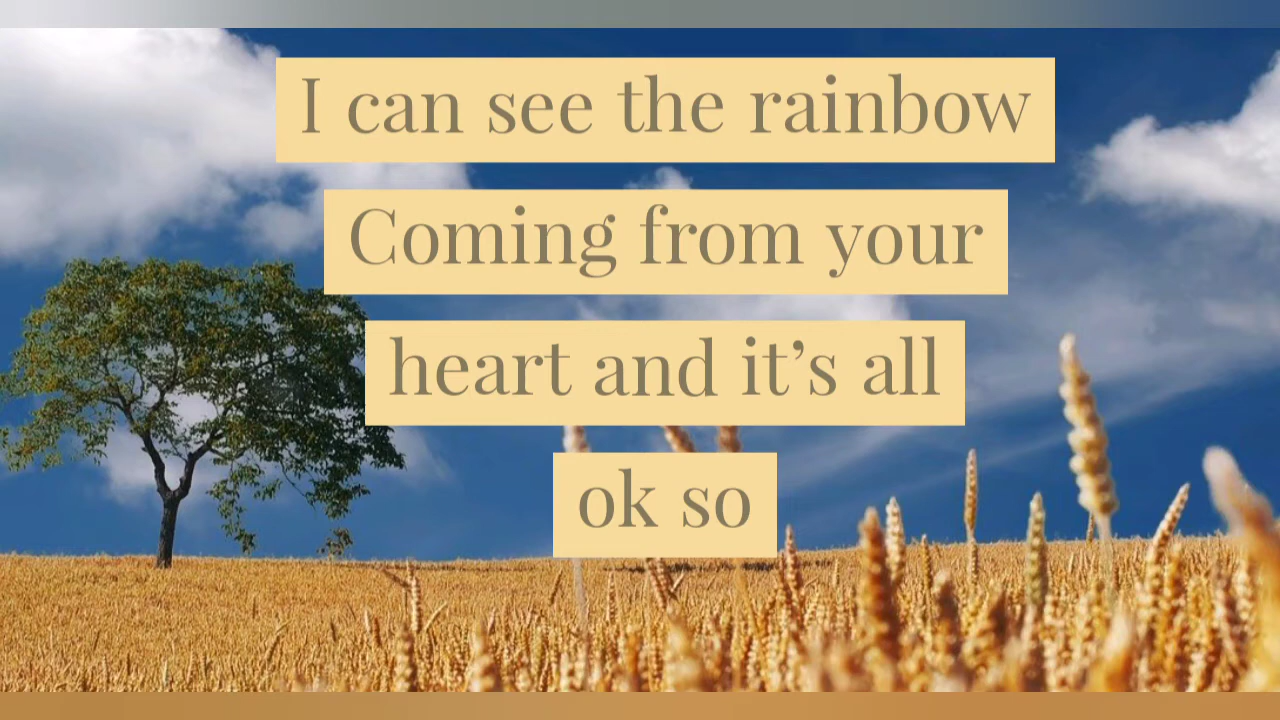 I can see the rainbow
Coming from your
heart and it’s all
ok so